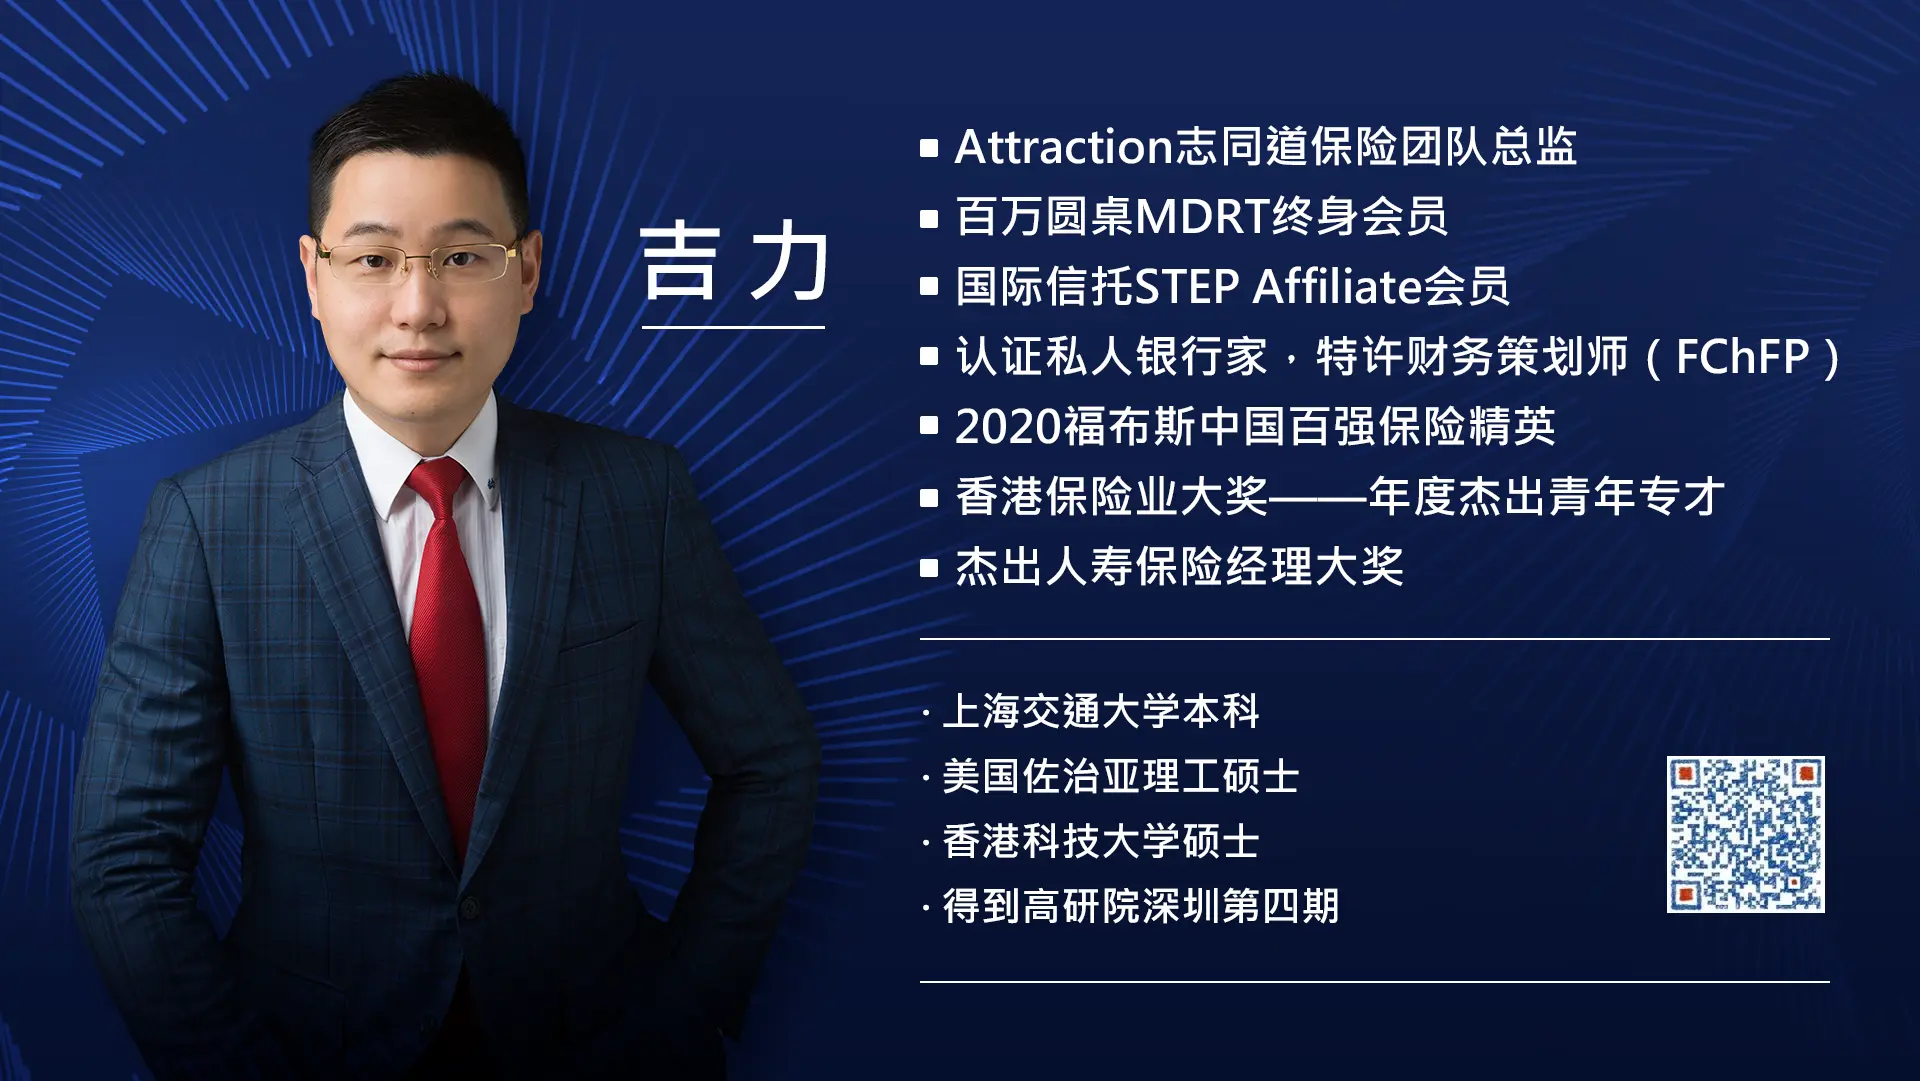 吉力
Attraction志同道保险团队总监
百万圆桌MDRT终身会员
国际信托STEP Affiliate会员
认证私人银行家，特许财务策划师（FChFP）
2020福布斯中国百强保险精英
香港保险业大奖——年度杰出青年专才
杰出人寿保险经理大奖
· 上海交通大学本科
· 美国佐治亚理工硕士
· 香港科技大学硕士
· 得到高研院深圳第四期